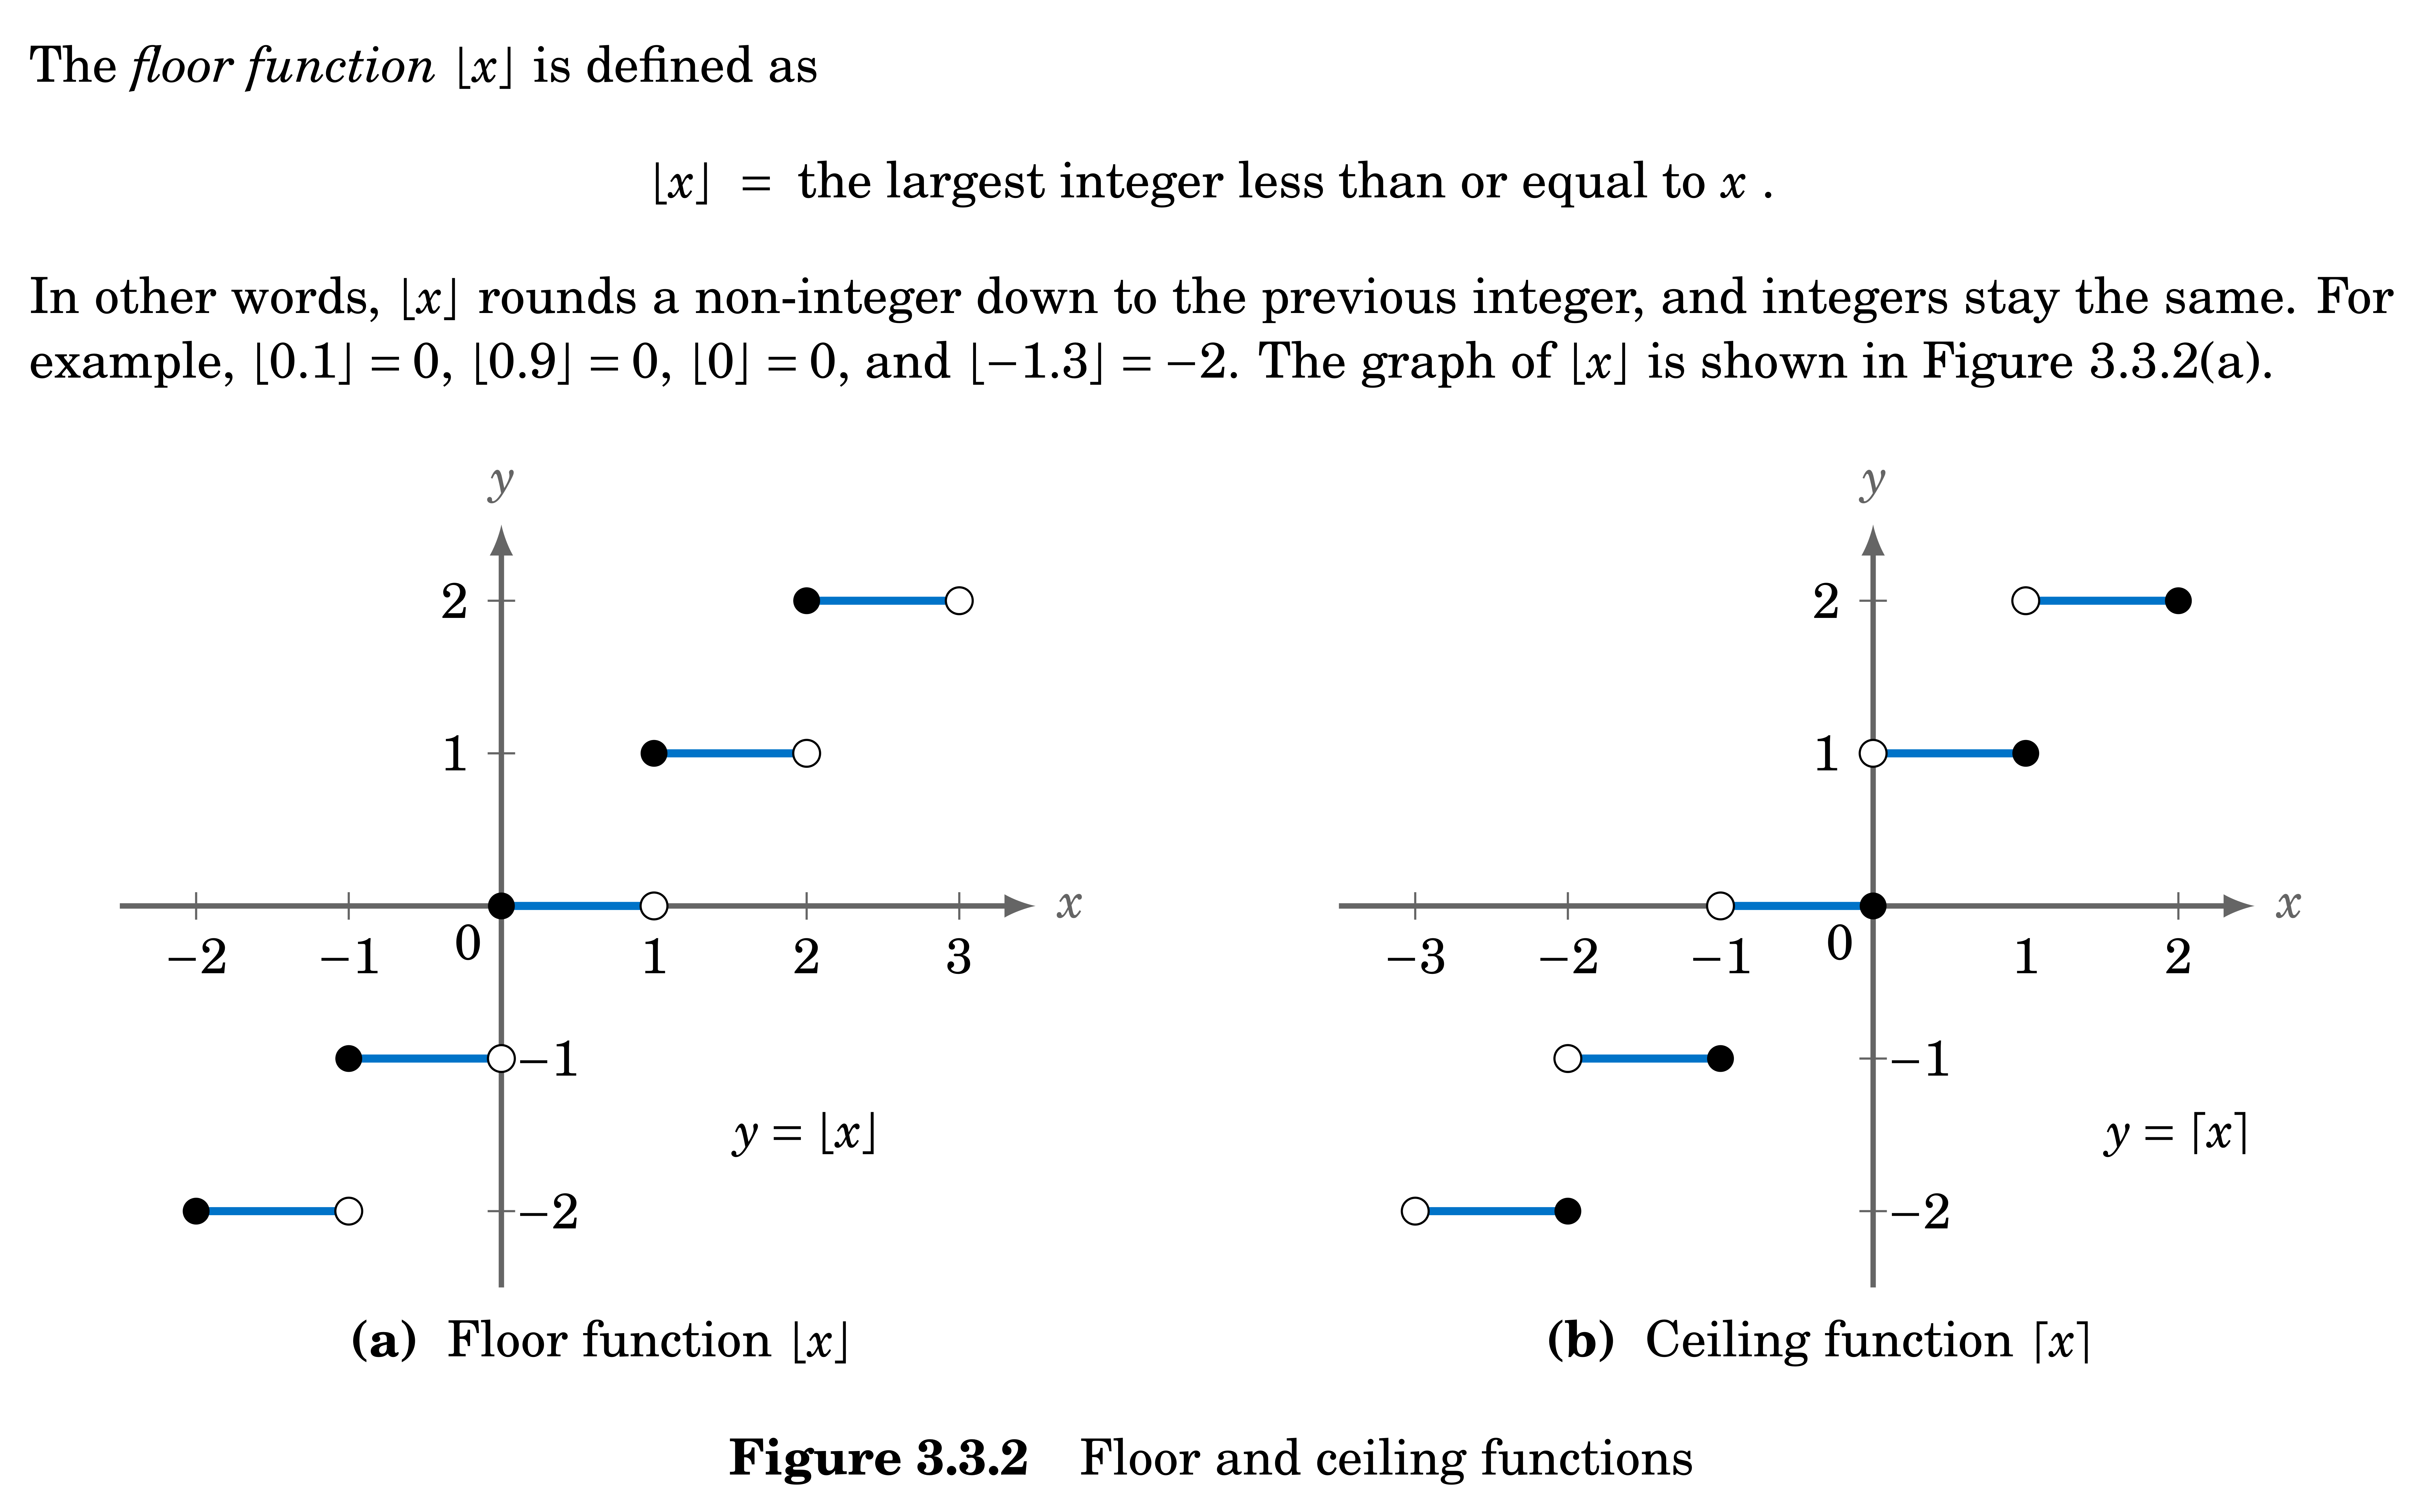 The floor function ⌊x⌋ is defined as
⌊x⌋ = the largest integer less than or equal to x .
In other words, ⌊x⌋ rounds a non-integer down to the previous integer, and integers stay the same. For
example, ⌊0.1⌋ = 0, ⌊0.9⌋ = 0, ⌊0⌋ = 0, and ⌊−1.3⌋ = −2. The graph of ⌊x⌋ is shown in Figure 3.3.2(a).
y
2
1
x
−2 −1 0 1 2 3
−1
y = ⌊x⌋
−2
(a) Floor function ⌊x⌋
y
2
1
x
−3 −2 −1 0 1 2
−1
y = ⌈x⌉
−2
(b) Ceiling function ⌈x⌉
Figure 3.3.2 Floor and ceiling functions